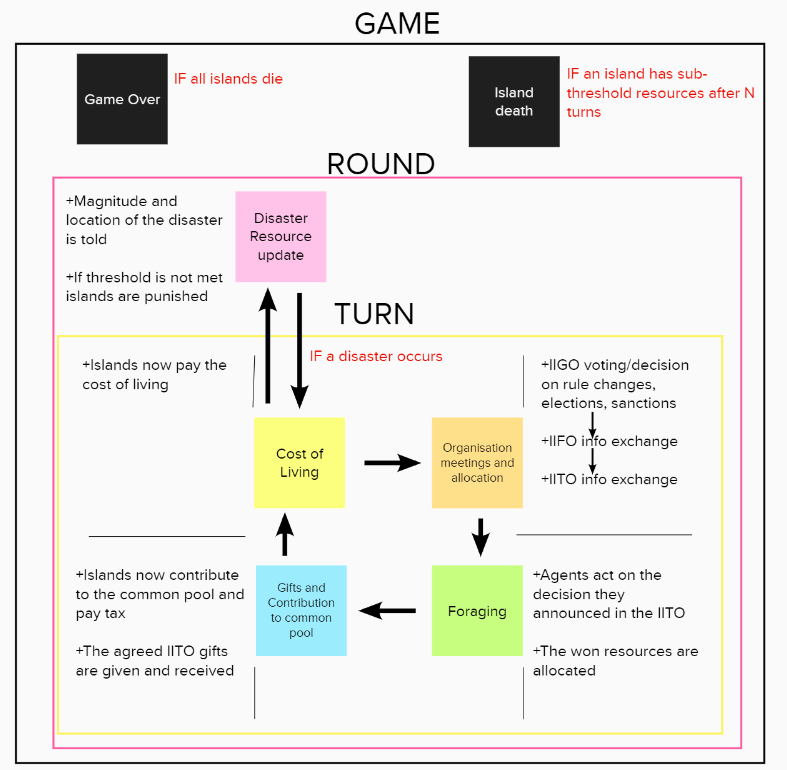 GAME
Game Over
IF all islands die
Island
death
IF an island has sub-
threshold resources after N
turns
ROUND
+Magnitude and
location of the disaster
is told
+If threshold is not met
islands are punished
Disaster
Resource
update
TURN
IF a disaster occurs
+Islands now pay the
cost of living
Cost of
Living
Organisation
meetings and
allocation
+IIGO voting/decision
on rule changes,
elections, sanctions
+IIFO info exchange
+IITO info exchange
+Islands now contribute
to the common pool and
pay tax
+The agreed IITO gifts
are given and received
Gifts and
Contribution
to common
pool
Foraging
+Agents act on the
decision they
announced in the IITO
+The won resources are
allocated